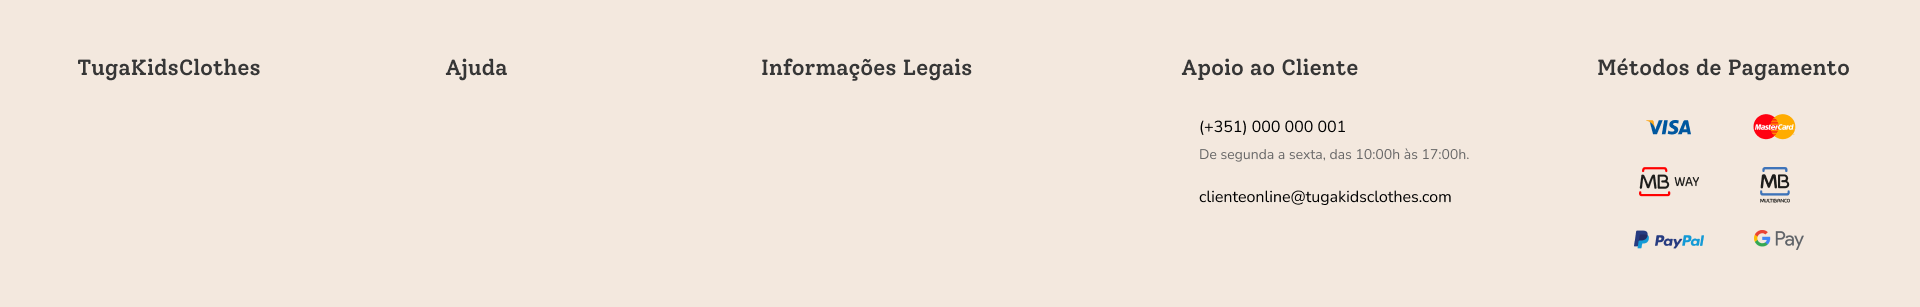 TugaKidsClothes
Ajuda
Informações Legais
Apoio ao Cliente
(+351) 000 000 001
De segunda a sexta, das 10:00h às 17:00h.
clienteonline@tugakidsclothes.com
Métodos de Pagamento
VISA
MasterCard
MB WAY
MB
MULTIBANCO
PayPal
G Pay